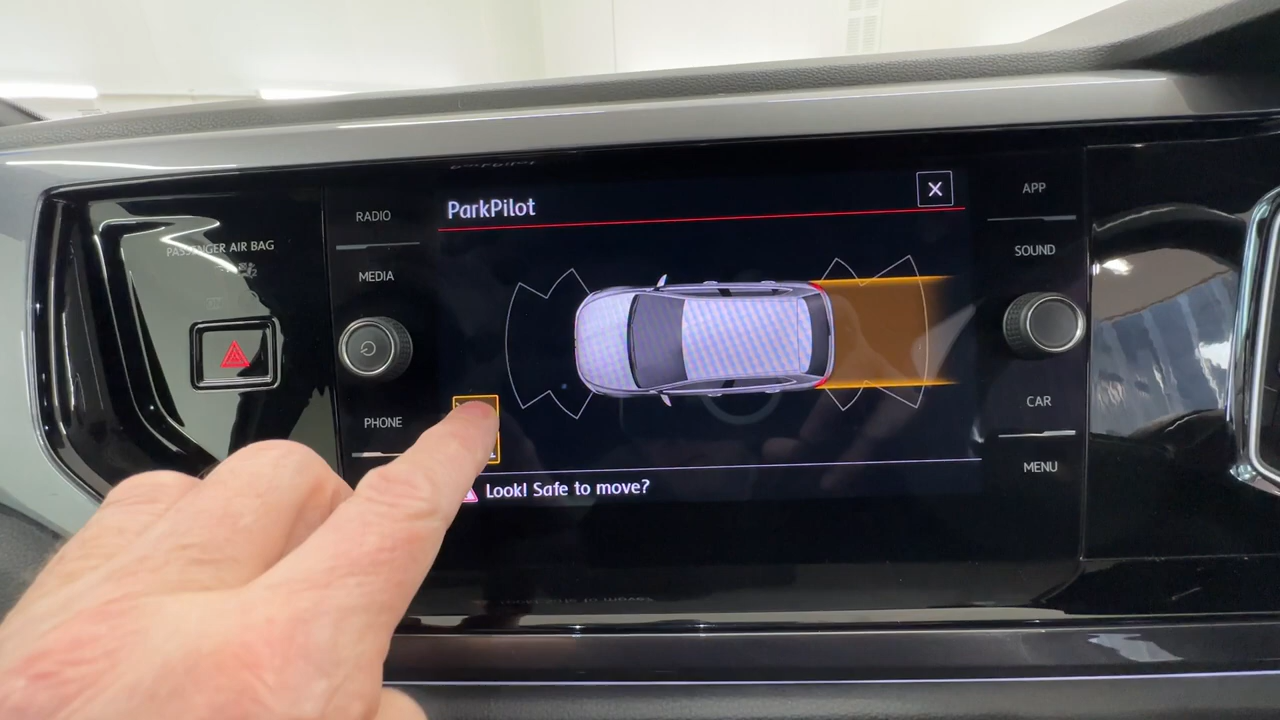 ParkPilot
X
RADIO
APP
PASSENGER AIR BAG
MEDIA
SOUND
PHONE
CAR
MENU
Look! Safe to move?